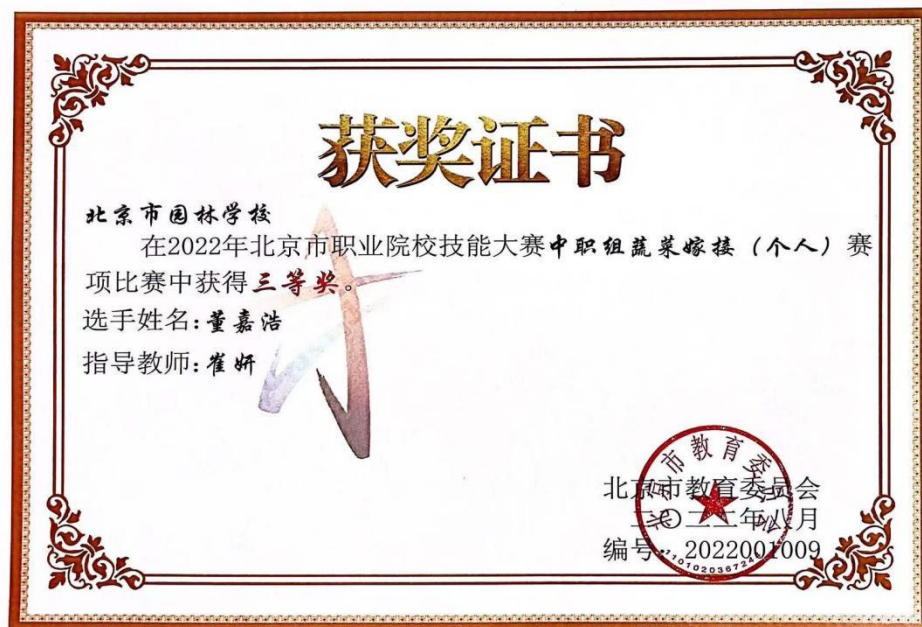 获奖证书
北京市园林学校
在2022年北京市职业院校技能大赛中职组蔬菜嫁接（个人）赛
项比赛中获得三等奖。
选手姓名:董嘉浩
指导教师:崔妍
北京市教育委员会
北京市教育委员会
二〇二二年八月
编号：2022001009